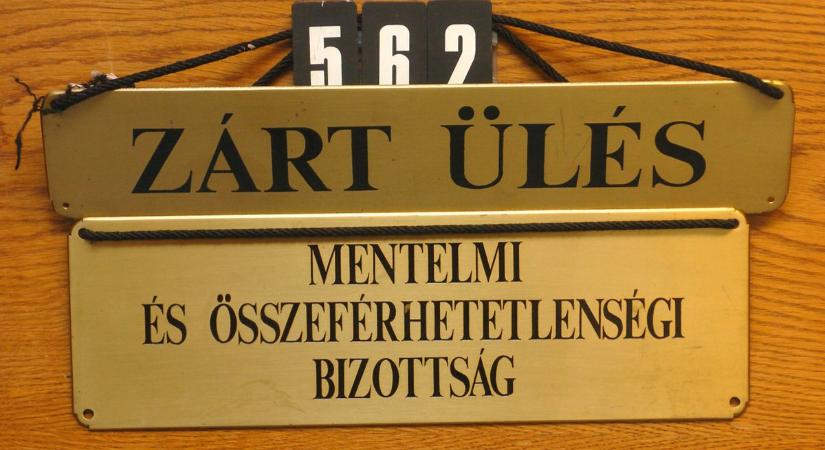 562
ZÁRT ÜLÉS
MENTELMI
ÉS ÖSSZEFÉRHETETLENSÉGI
BIZOTTSÁG